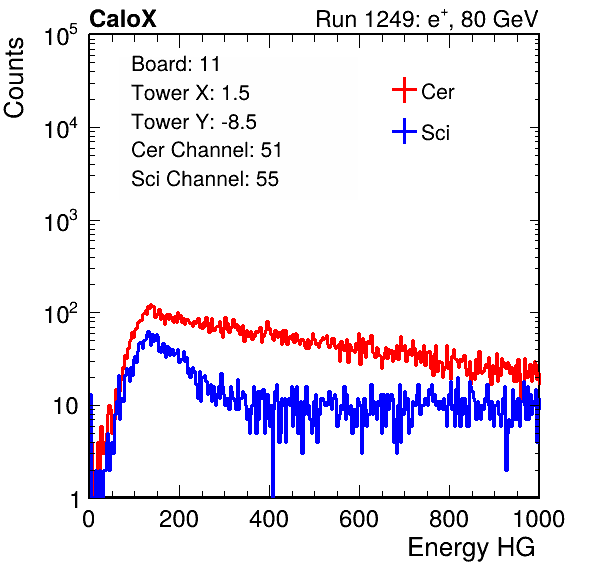 CaloX Run 1249: e⁺, 80 GeV
Counts
10⁵
10⁴
10³
10²
10
1
Board: 11
Tower X: 1.5
Tower Y: -8.5
Cer Channel: 51
Sci Channel: 55
Cer
Sci
0 200 400 600 800 1000
Energy HG